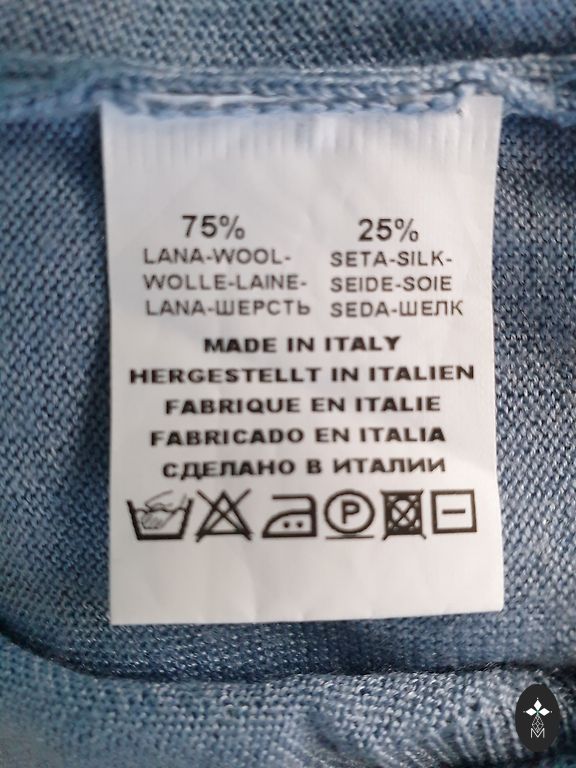 75% 25%
LANA-WOOL- SETA-SILK-
WOLLE-LAINE- SEIDE-SOIE
LANA-ШЕРСТЬ SEDA-ШЕЛК
MADE IN ITALY
HERGESTELLT IN ITALIEN
FABRIQUE EN ITALIE
FABRICADO EN ITALIA
СДЕЛАНО В ИТАЛИИ
P
M